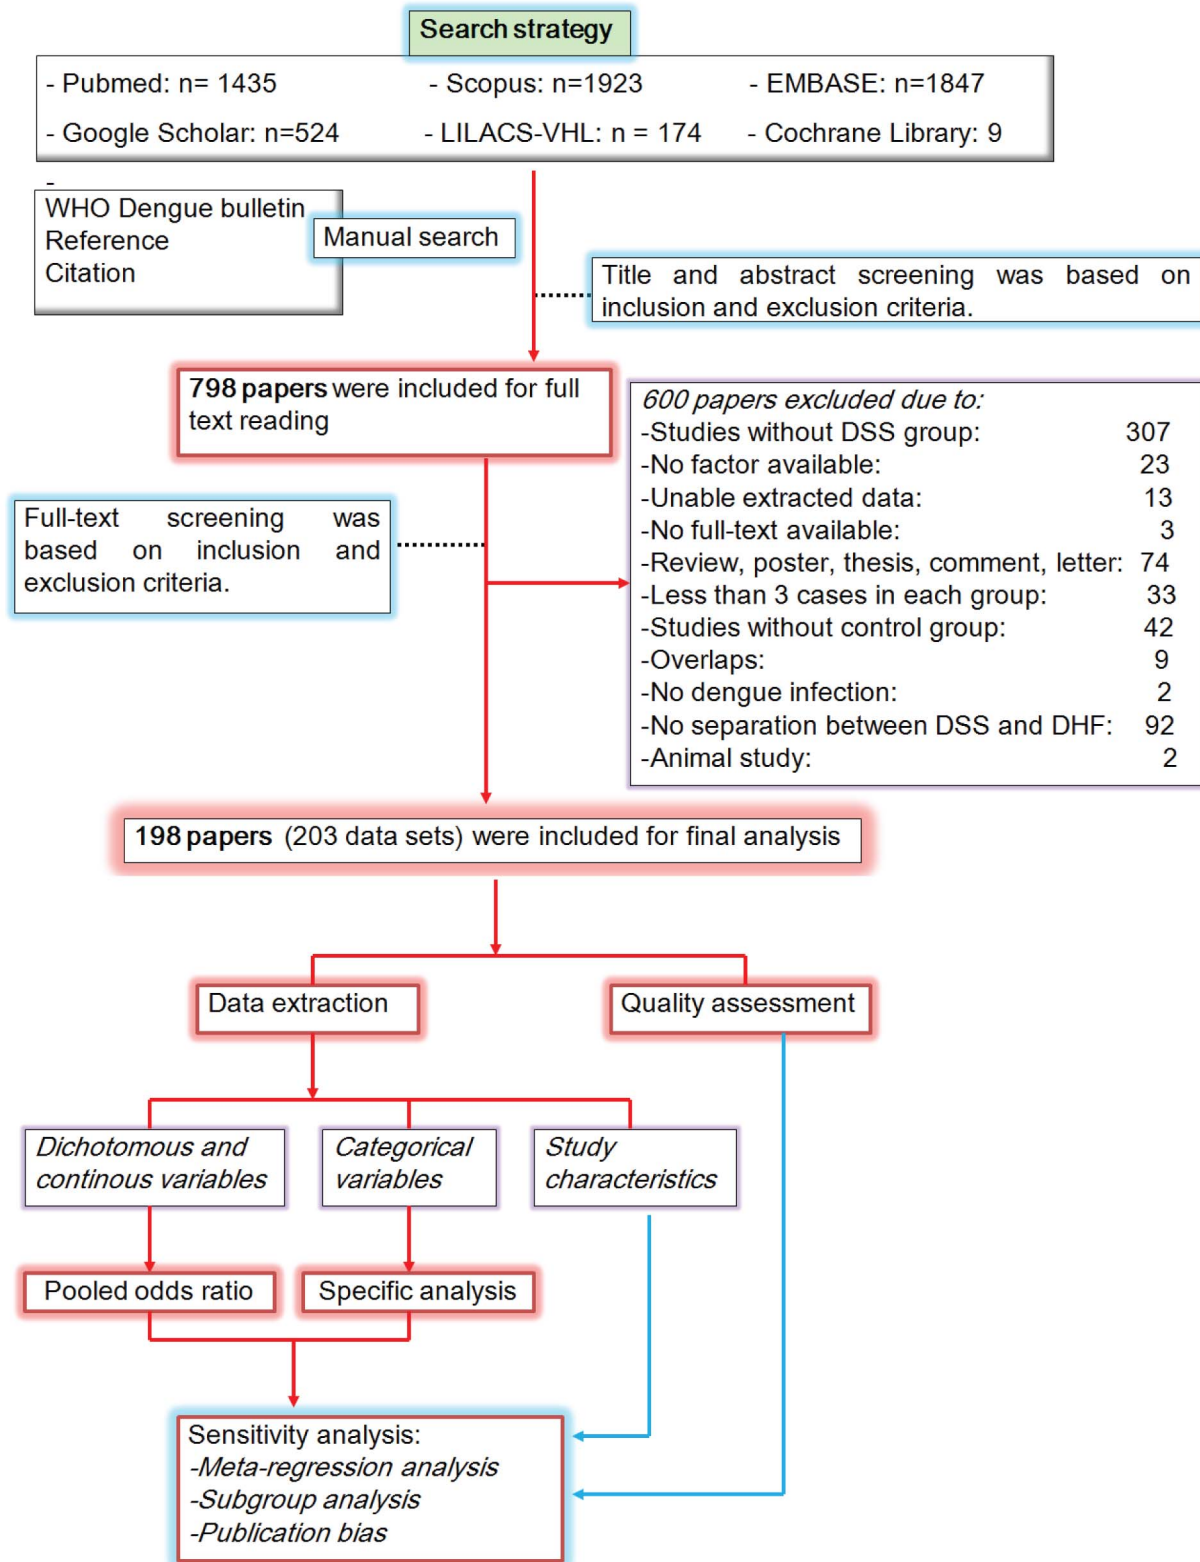 Search strategy
- Pubmed: n= 1435 - Scopus: n=1923 - EMBASE: n=1847
- Google Scholar: n=524 - LILACS-VHL: n = 174 - Cochrane Library: 9
-
WHO Dengue bulletin
Reference
Citation
Manual search
Title and abstract screening was based on
inclusion and exclusion criteria.
798 papers were included for full
text reading
600 papers excluded due to:
-Studies without DSS group: 307
-No factor available: 23
-Unable extracted data: 13
-No full-text available: 3
-Review, poster, thesis, comment, letter: 74
-Less than 3 cases in each group: 33
-Studies without control group: 42
-Overlaps: 9
-No dengue infection: 2
-No separation between DSS and DHF: 92
-Animal study: 2
Full-text screening was
based on inclusion and
exclusion criteria.
198 papers (203 data sets) were included for final analysis
Data extraction
Quality assessment
Dichotomous and
continous variables
Categorical
variables
Study
characteristics
Pooled odds ratio
Specific analysis
Sensitivity analysis:
-Meta-regression analysis
-Subgroup analysis
-Publication bias